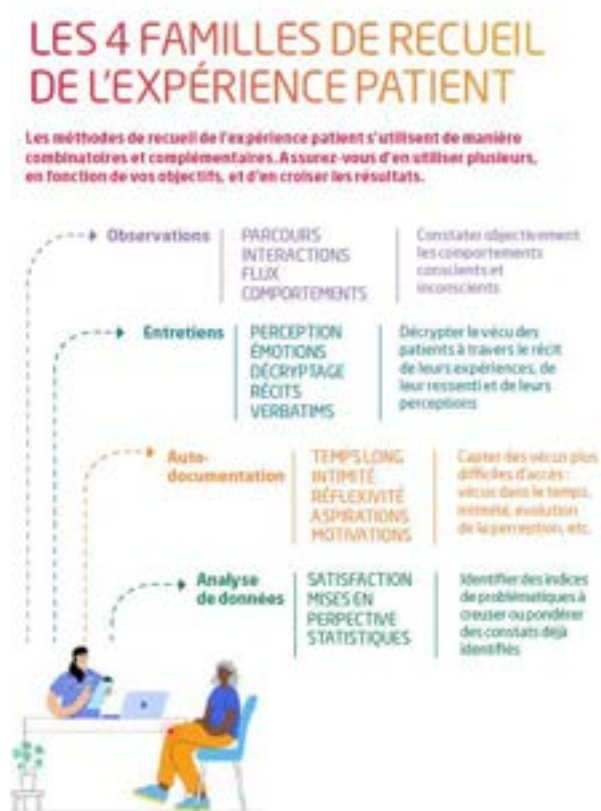 LES 4 FAMILLES DE RECUEIL
DE L'EXPÉRIENCE PATIENT
Les méthodes de recueil de l'expérience patient s'utilisent de manière
combinatoires et complémentaires. Assurez-vous d'en utiliser plusieurs,
en fonction de vos objectifs, et d'en croiser les résultats.
Observations
PARCOURS
INTERACTIONS
FLUX
COMPORTEMENTS
Constater objectivement
les comportements
conscients et
inconscients
Entretiens
PERCEPTION
ÉMOTIONS
DÉCRYPTAGE
RÉCITS
VERBATIMS
Décrypter le vécu des
patients à travers le récit
de leurs expériences, de
leur ressenti et de leurs
perceptions
Auto-
documentation
TEMPS LONG
INTIMITÉ
RÉFLEXIVITÉ
ASPIRATIONS
MOTIVATIONS
Capter des vécus plus
difficiles d'accès :
vécus dans le temps,
intimité, évolution
de la perception, etc.
Analyse
de données
SATISFACTION
MISES EN
PERPECTIVE
STATISTIQUES
Identifier des indices
de problématiques à
creuser ou pondérer
des constats déjà
identifiés